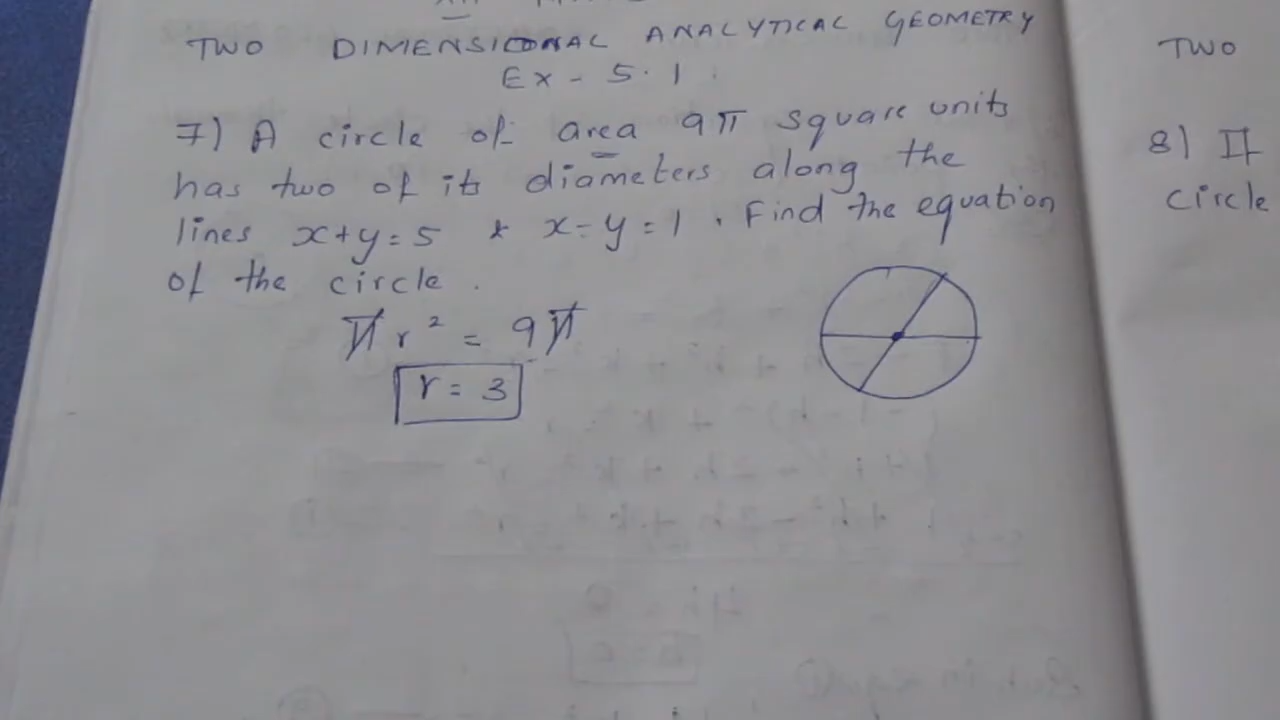 TWO DIMENSIONAL ANALYTICAL GEOMETRY
Ex - 5.1
7) A circle of area 9π square units
has two of its diameters along the
lines x+y=5 & x-y=1. Find the equation
of the circle.
πr² = 9π
r = 3
TWO
8) If
circle